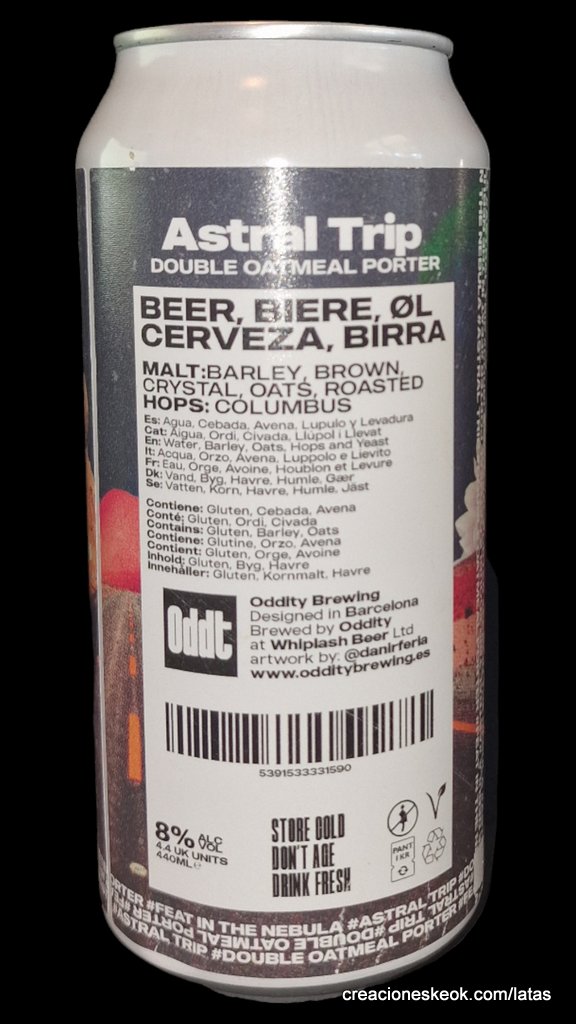 Astral Trip
DOUBLE OATMEAL PORTER
BEER, BIERE, ØL
CERVEZA, BIRRA
MALT:BARLEY, BROWN,
CRYSTAL, OATS, ROASTED
HOPS: COLUMBUS
Es: Agua, Cebada, Avena, Lupulo y Levadura
Cat: Aigua, Ordi, Civada, Llúpol i Llevat
En: Water, Barley, Oats, Hops and Yeast
It: Acqua, Orzo, Avena, Luppolo e Lievito
Fr: Eau, Orge, Avoine, Houblon et Levure
Dk: Vand, Byg, Havre, Humle, Gær
Se: Vatten, Korn, Havre, Humle, Jäst
Contiene: Gluten, Cebada, Avena
Conté: Gluten, Ordi, Civada
Contains: Gluten, Barley, Oats
Contiene: Glutine, Orzo, Avena
Contient: Gluten, Orge, Avoine
Inhold: Gluten, Byg, Havre
Innehåller: Gluten, Kornmalt, Havre
Oddt
Oddity Brewing
Designed in Barcelona
Brewed by Oddity
at Whiplash Beer Ltd
artwork by: @danirferla
www.odditybrewing.es
5391533331590
8% ALC VOL
4.4 UK UNITS
440ML e
STORE COLD
DON'T AGE
DRINK FRESH
PANT
1 KR
#FEAT IN THE NEBULA #ASTRAL TRIP
#DOUBLE OATMEAL PORTER
#ASTRAL TRIP #DOUBLE OATMEAL PORTER
creacioneskeok.com/latas